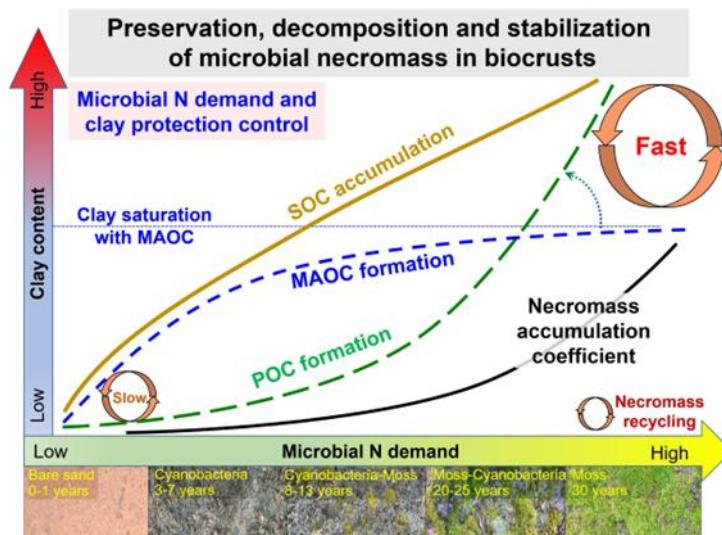 Preservation, decomposition and stabilization
of microbial necromass in biocrusts
High
Microbial N demand and
clay protection control
SOC accumulation
Fast
Clay content
Clay saturation
with MAOC
MAOC formation
Necromass
accumulation
coefficient
POC formation
Slow
Low
Necromass
recycling
Low
Microbial N demand
High
Bare sand
0-1 years
Cyanobacteria
3-7 years
Cyanobacteria-Moss
8-13 years
Moss-Cyanobacteria
20-25 years
Moss
30 years